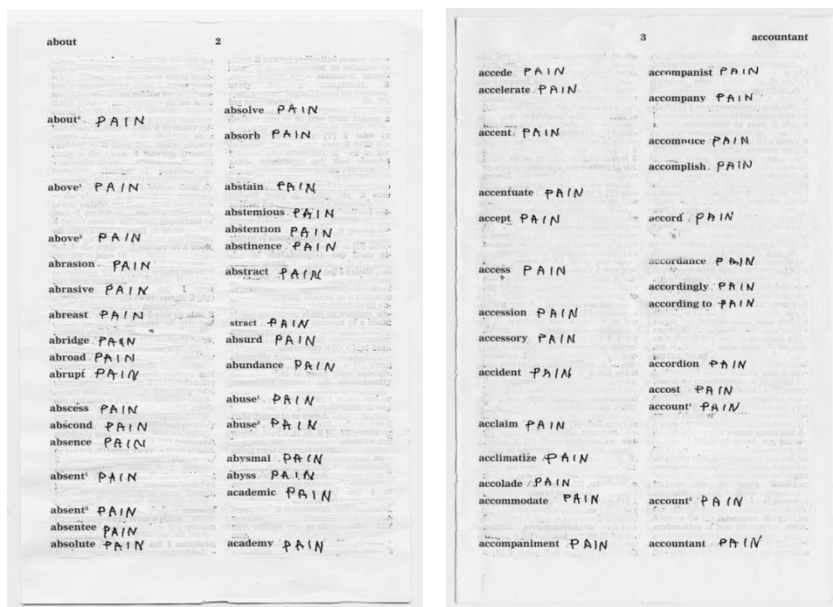 about 2
about² PAIN
above¹ PAIN
above² PAIN
abrasion PAIN
abrasive PAIN
abreast PAIN
abridge PAIN
abroad PAIN
abrupt PAIN
abscess PAIN
abscond PAIN
absence PAIN
absent¹ PAIN
absent² PAIN
absentee PAIN
absolute PAIN
absolve PAIN
absorb PAIN
abstain PAIN
abstemious PAIN
abstention PAIN
abstinence PAIN
abstract PAIN
stract PAIN
absurd PAIN
abundance PAIN
abuse¹ PAIN
abuse² PAIN
abysmal PAIN
abyss PAIN
academic PAIN
academy PAIN
3 accountant
accede PAIN
accelerate PAIN
accent PAIN
accentuate PAIN
accept PAIN
access PAIN
accession PAIN
accessory PAIN
accident PAIN
acclaim PAIN
acclimatize PAIN
accolade PAIN
accommodate PAIN
accompaniment PAIN
accompanist PAIN
accompany PAIN
PAIN
accomplish PAIN
accord PAIN
accordance PAIN
accordingly PAIN
according to PAIN
accordion PAIN
accost PAIN
account¹ PAIN
account² PAIN
accountant PAIN